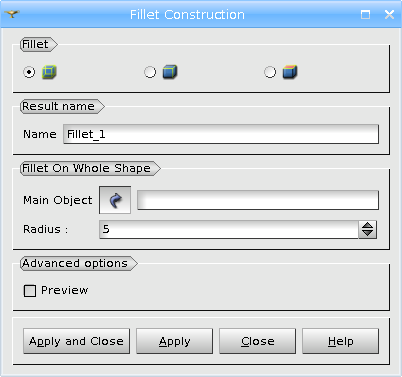 Fillet Construction
Fillet
Result name
Name Fillet_1
Fillet On Whole Shape
Main Object
Radius : 5
Advanced options
Preview
Apply and Close Apply Close Help